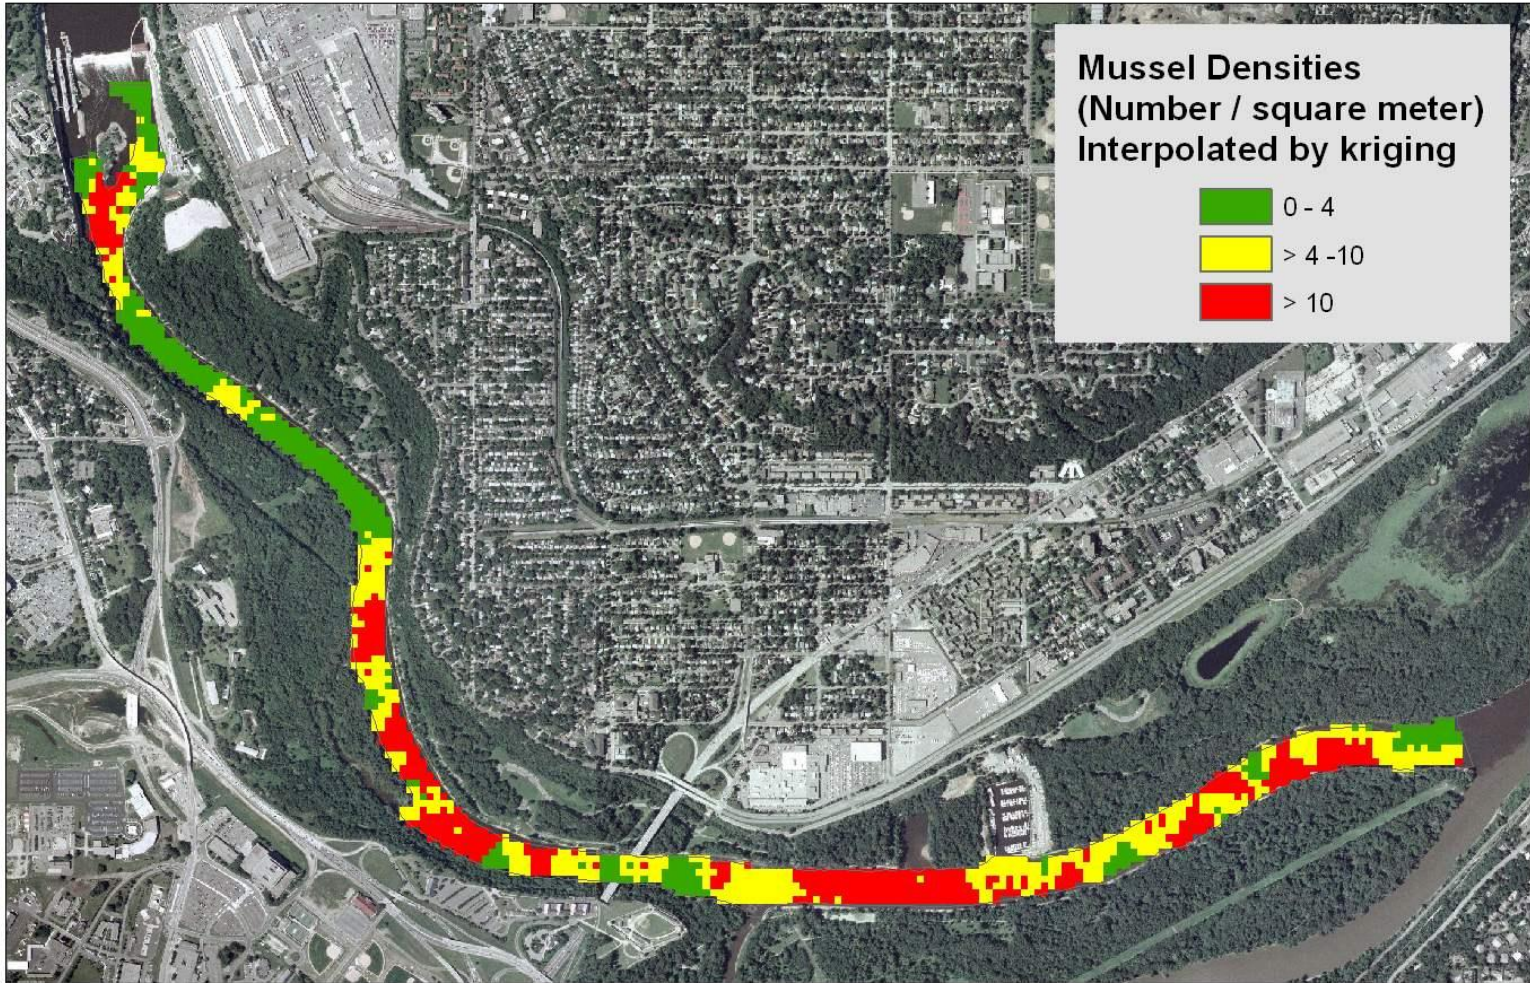 Mussel Densities
(Number / square meter)
Interpolated by kriging
0 - 4
> 4 -10
> 10